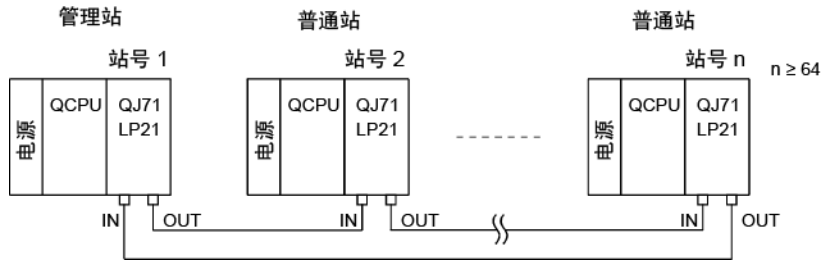 管理站 普通站 普通站
站号 1 站号 2 站号 n n ≥ 64
电源 QCPU QJ71 LP21
电源 QCPU QJ71 LP21
电源 QCPU QJ71 LP21
IN OUT IN OUT IN OUT